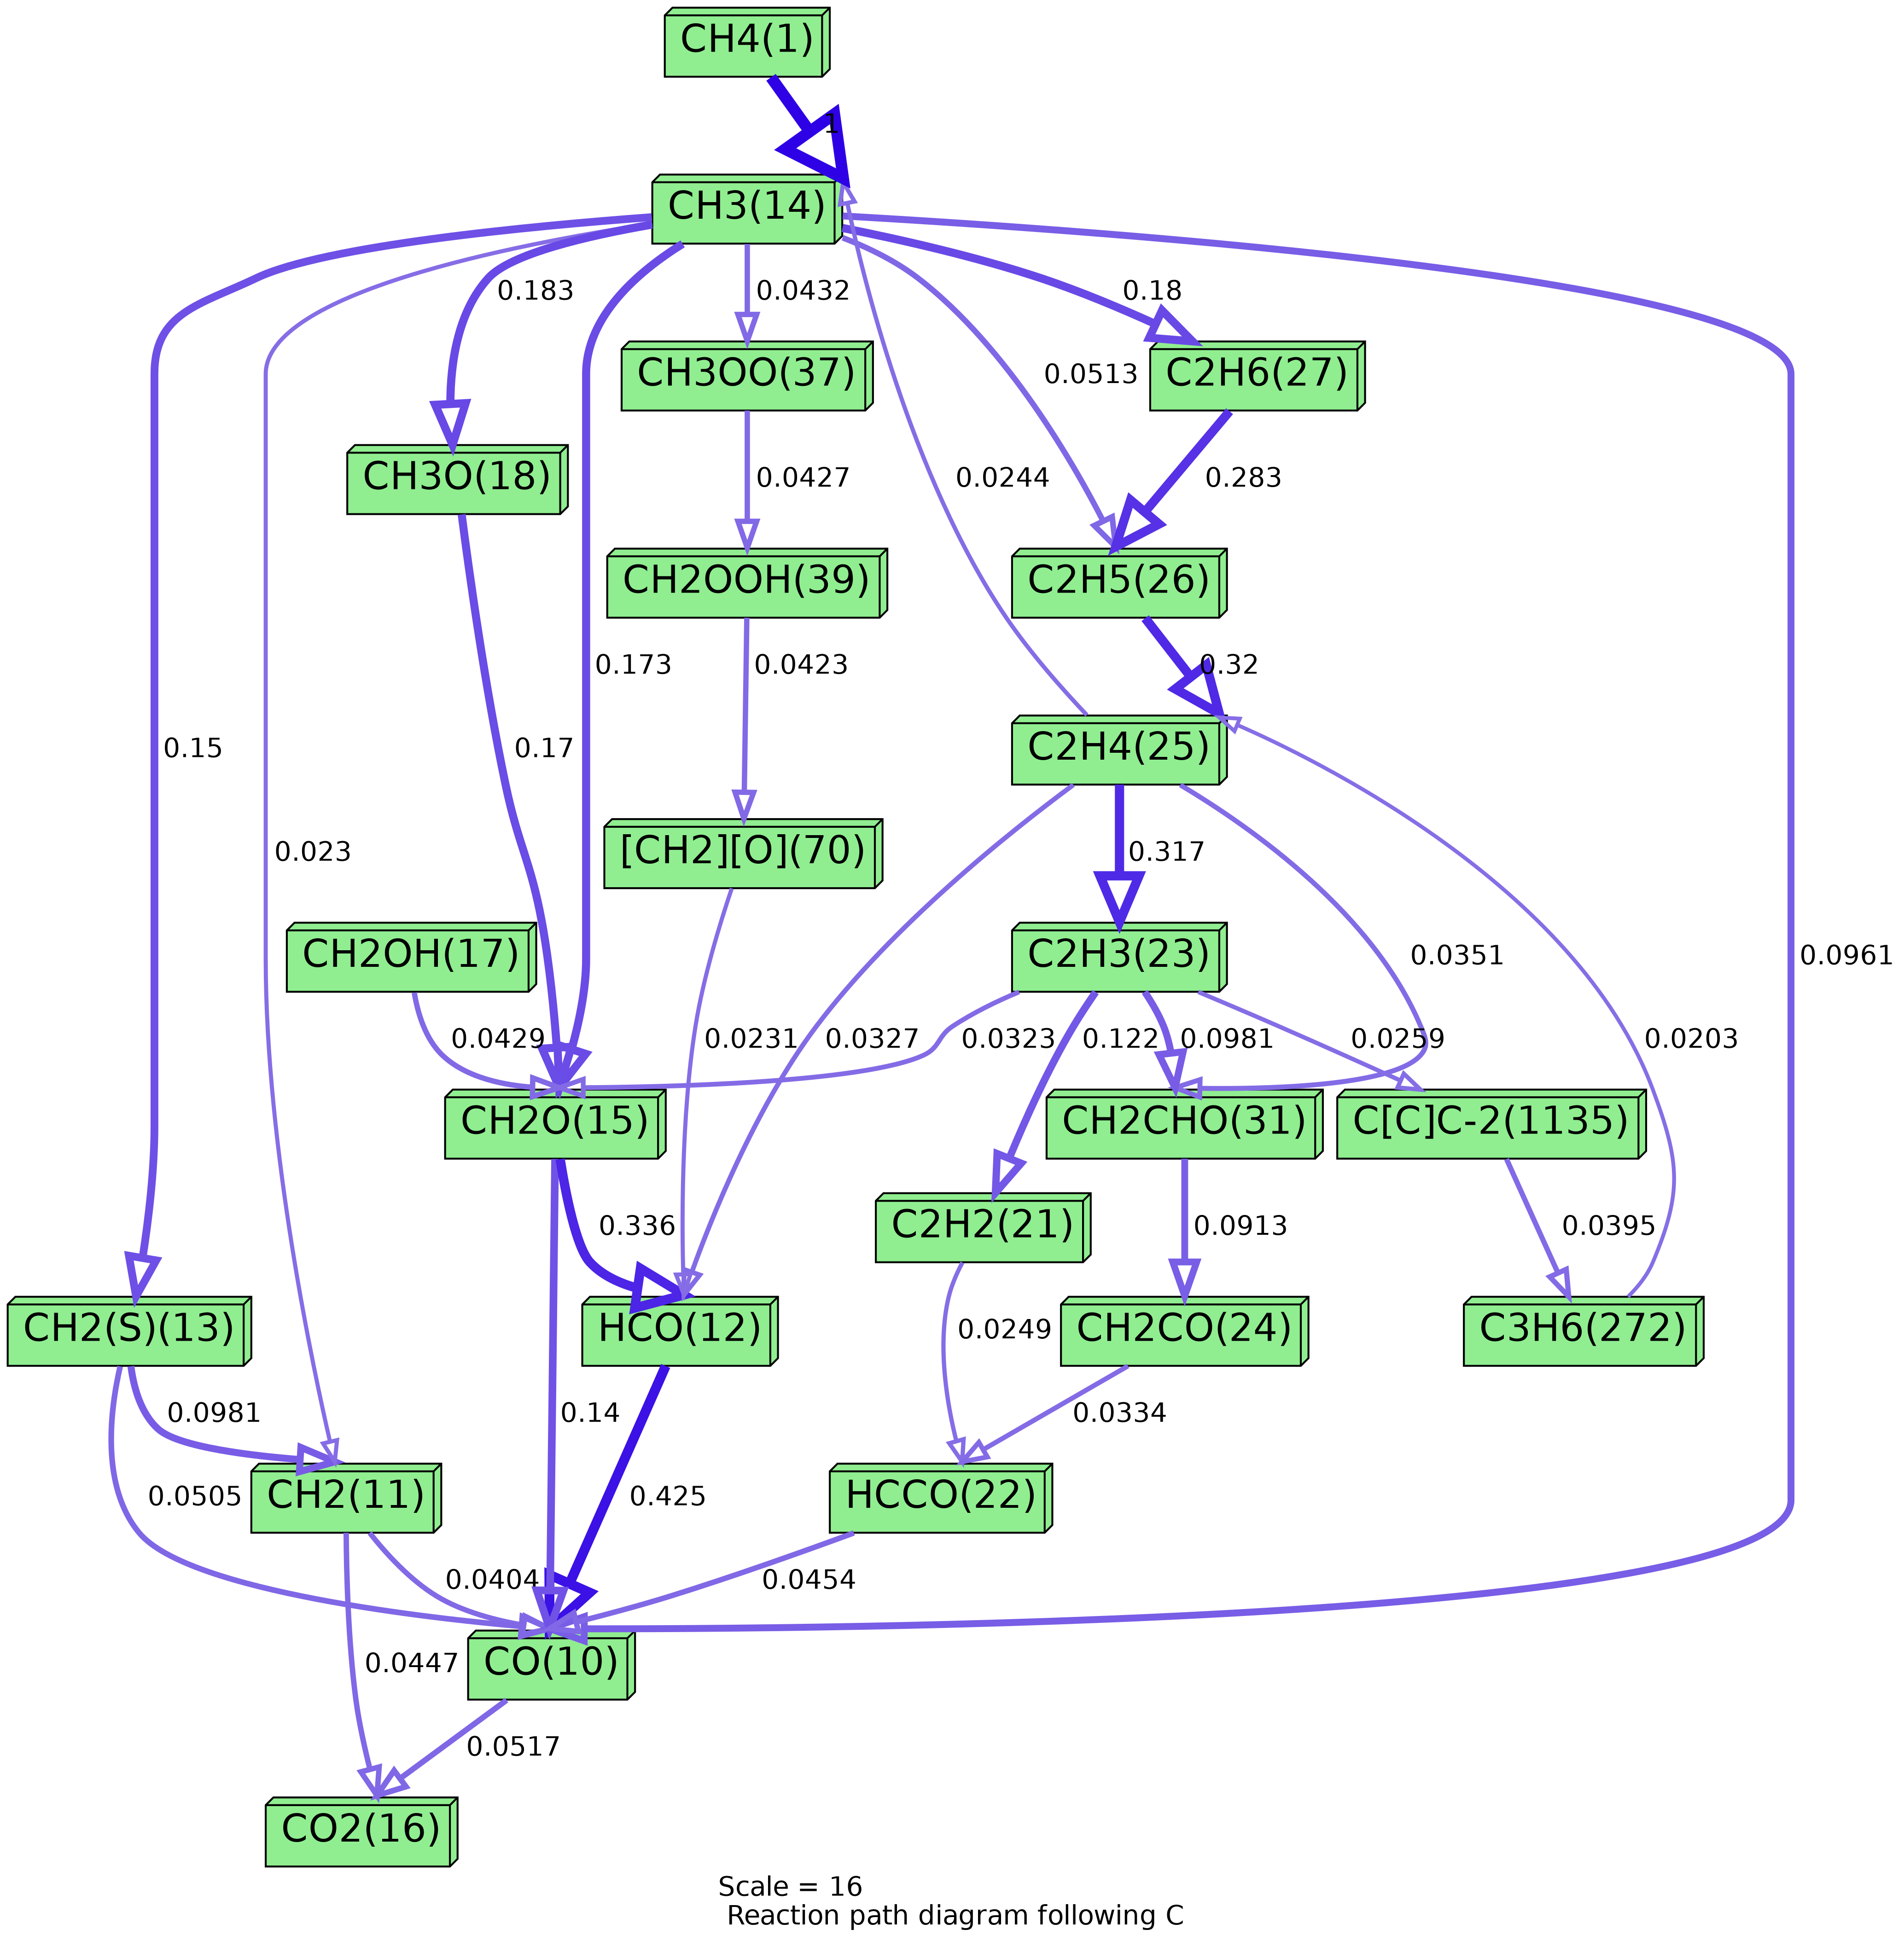 CH4(1)
1
CH3(14)
0.183
0.0432
0.18
CH3OO(37)
C2H6(27)
0.0513
CH3O(18)
0.0427
0.0244
0.283
CH2OOH(39)
C2H5(26)
0.173
0.0423
0.32
0.15
0.17
C2H4(25)
0.023
[CH2][O](70)
0.317
CH2OH(17)
C2H3(23)
0.0351
0.0961
0.0429
0.0231
0.0327
0.0323
0.122
0.0981
0.0259
0.0203
CH2O(15)
CH2CHO(31)
C[C]C-2(1135)
0.336
C2H2(21)
0.0913
0.0395
CH2(S)(13)
HCO(12)
0.0249
CH2CO(24)
C3H6(272)
0.0981
0.14
0.0334
0.0505
CH2(11)
0.425
HCCO(22)
0.0404
0.0454
0.0447
CO(10)
0.0517
CO2(16)
Scale = 16
Reaction path diagram following C